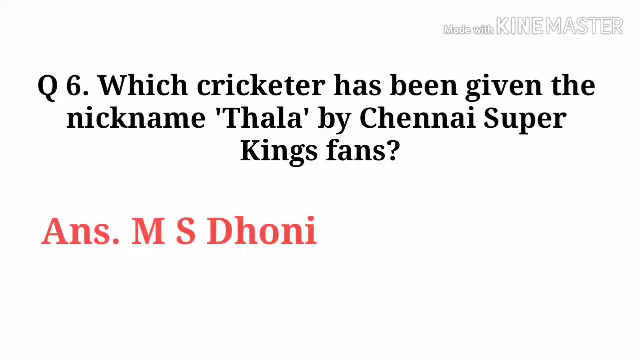 Made with KINEMASTER
Q 6. Which cricketer has been given the
nickname 'Thala' by Chennai Super
Kings fans?
Ans. M S Dhoni